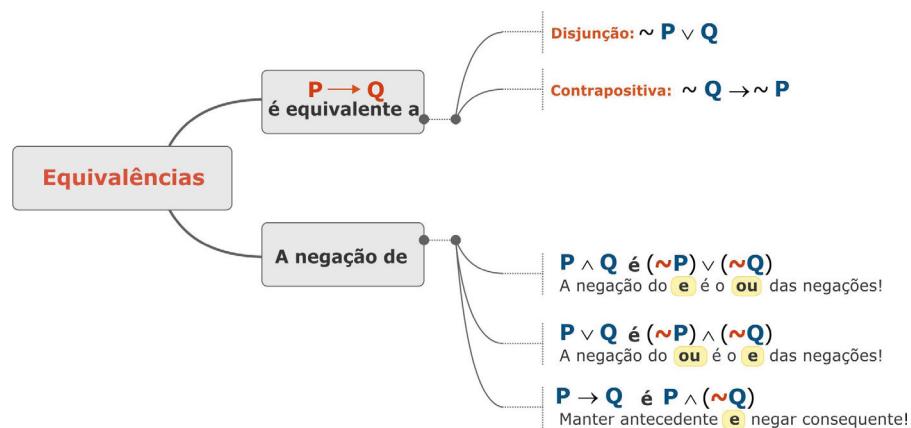 Equivalências
P → Q
é equivalente a
Disjunção: ~ P ∨ Q
Contrapositiva: ~ Q → ~ P
A negação de
P ∧ Q é (~P) ∨ (~Q)
A negação do e é o ou das negações!
P ∨ Q é (~P) ∧ (~Q)
A negação do ou é o e das negações!
P → Q é P ∧ (~Q)
Manter antecedente e negar consequente!